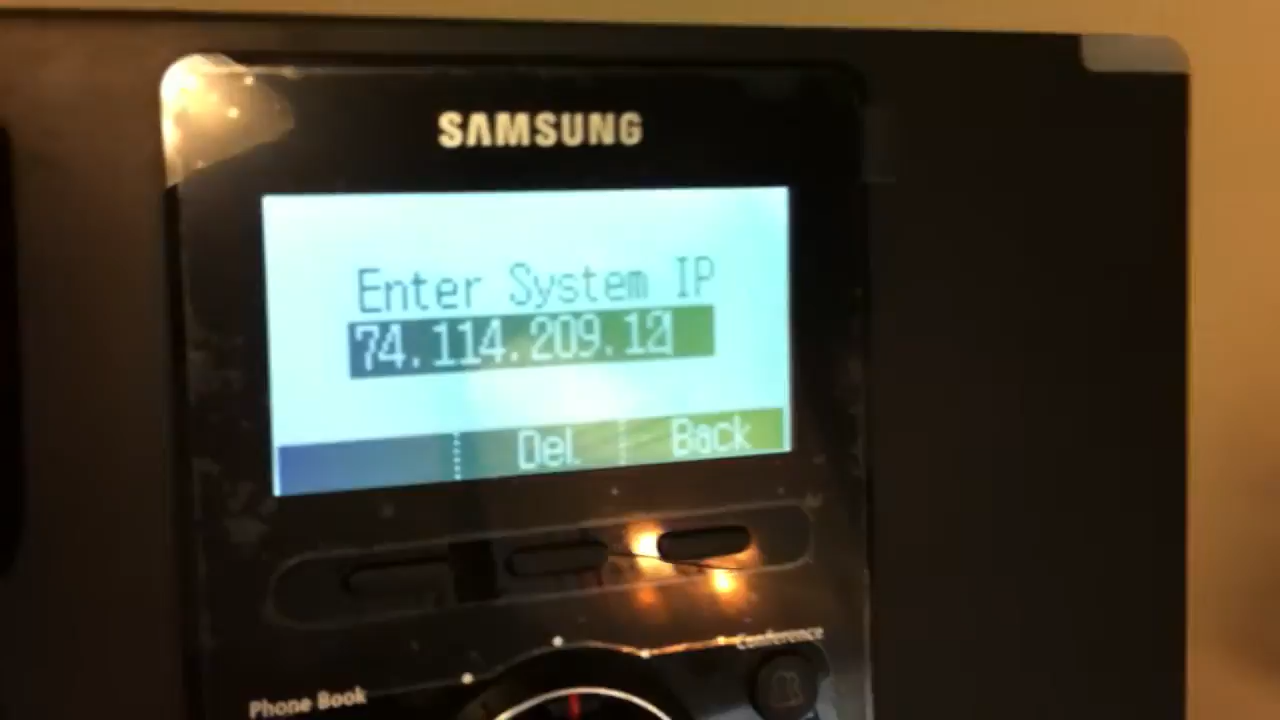 SAMSUNG
Enter System IP
74.114.209.12
Del.
Back
Conference
Phone Book